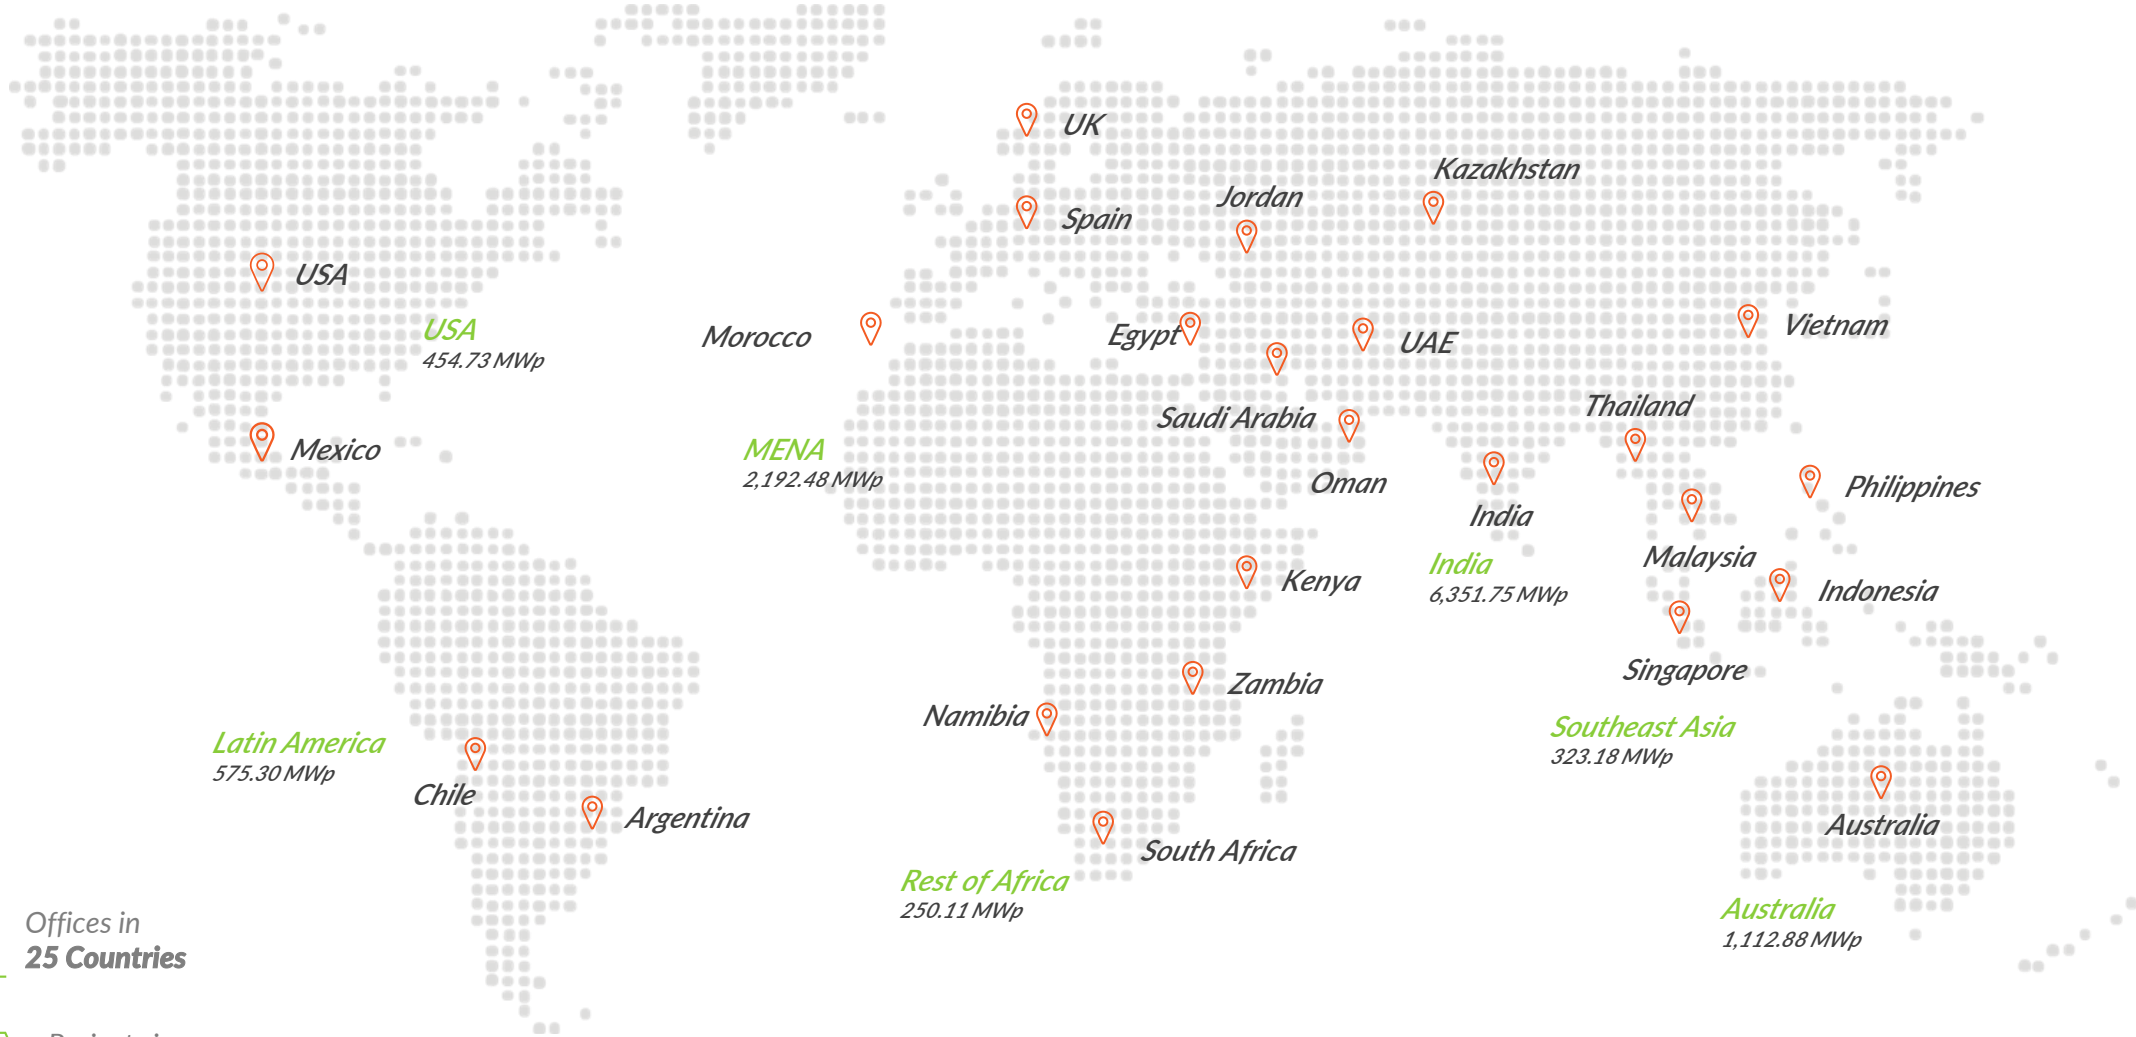 UK
Kazakhstan
Jordan
Spain
USA
USA
454.73 MWp
Morocco
Egypt
UAE
Vietnam
Saudi Arabia
Thailand
Mexico
MENA
2,192.48 MWp
Oman
India
Philippines
Malaysia
India
6,351.75 MWp
Kenya
Indonesia
Singapore
Zambia
Namibia
Southeast Asia
323.18 MWp
Latin America
575.30 MWp
Chile
Argentina
Australia
South Africa
Rest of Africa
250.11 MWp
Australia
1,112.88 MWp
Offices in
25 Countries